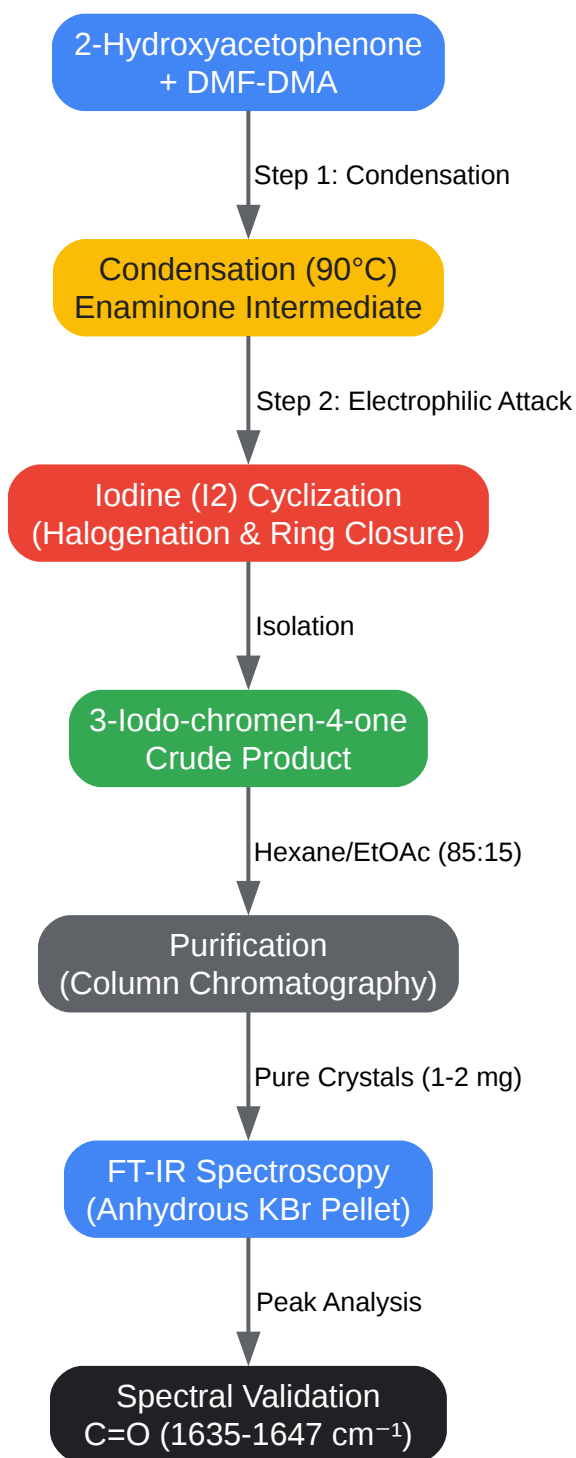 2-Hydroxyacetophenone
+ DMF-DMA
Step 1: Condensation
Condensation (90°C)
Enaminone Intermediate
Step 2: Electrophilic Attack
Iodine (I2) Cyclization
(Halogenation & Ring Closure)
Isolation
3-Iodo-chromen-4-one
Crude Product
Hexane/EtOAc (85:15)
Purification
(Column Chromatography)
Pure Crystals (1-2 mg)
FT-IR Spectroscopy
(Anhydrous KBr Pellet)
Peak Analysis
Spectral Validation
C=O (1635-1647 cm⁻¹)